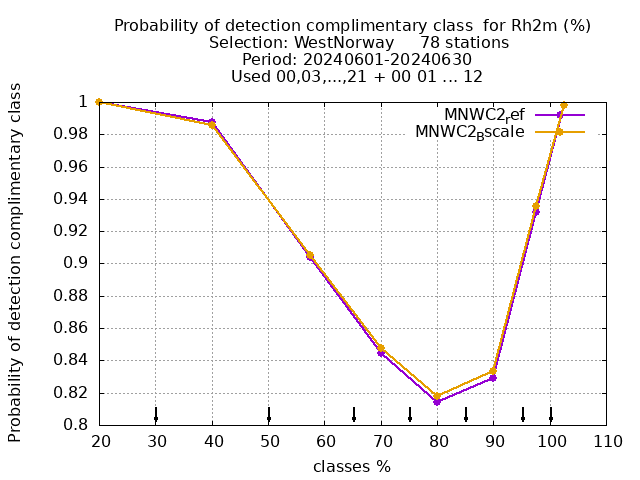 Probability of detection complimentary class  for Rh2m (%)
Selection: WestNorway     78 stations
Period: 20240601-20240630
Used 00,03,...,21 + 00 01 ... 12
Probability of detection complimentary class
1
0.98
0.96
0.94
0.92
0.9
0.88
0.86
0.84
0.82
0.8
MNWC2_ref
MNWC2_Bscale
20 30 40 50 60 70 80 90 100 110
classes %